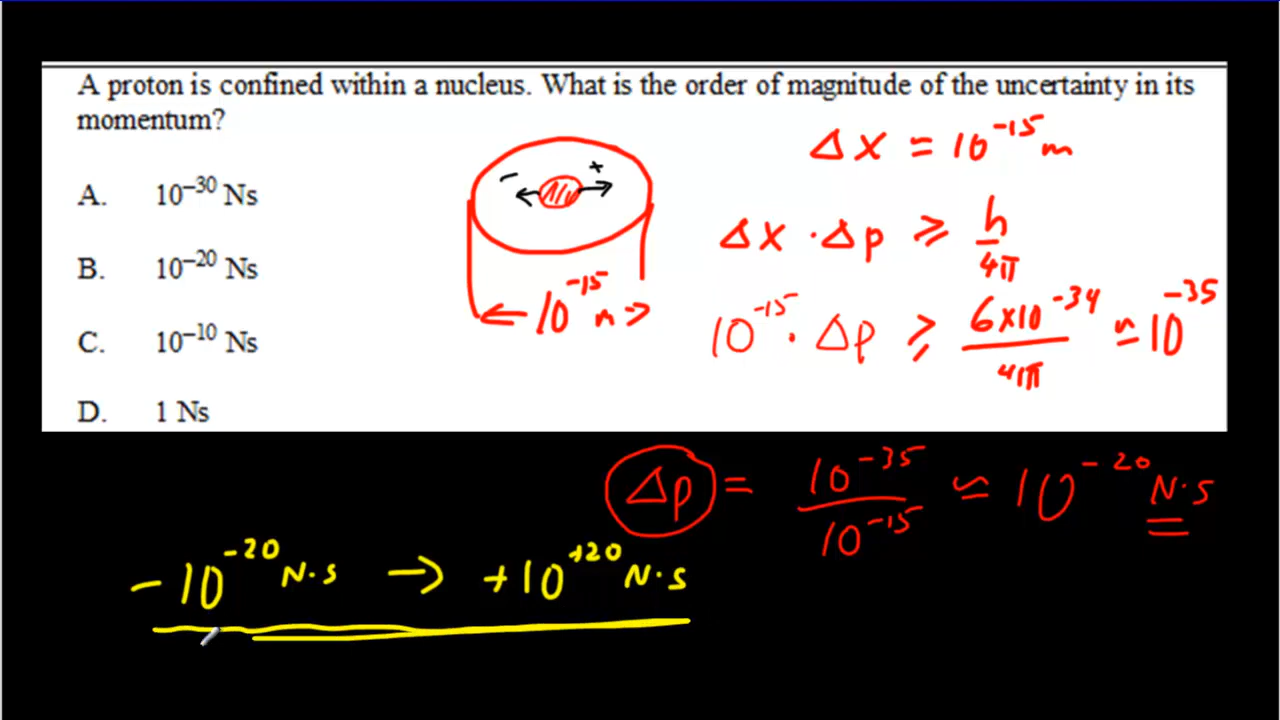 A proton is confined within a nucleus. What is the order of magnitude of the uncertainty in its
momentum?
A. 10⁻³⁰ Ns
B. 10⁻²⁰ Ns
C. 10⁻¹⁰ Ns
D. 1 Ns
- +
10⁻¹⁵ m
Δx = 10⁻¹⁵ m
Δx · Δp ≥ h/4π
10⁻¹⁵ · Δp ≥ 6×10⁻³⁴/4π ≃ 10⁻³⁵
Δp = 10⁻³⁵/10⁻¹⁵ ≃ 10⁻²⁰ N·s
-10⁻²⁰ N·s → +10⁺²⁰ N·s